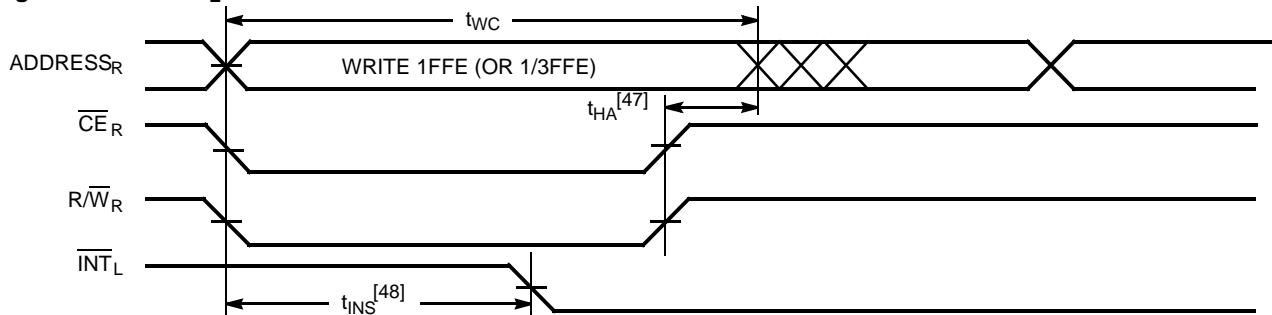 tWC
ADDRESSR
WRITE 1FFE (OR 1/3FFE)
tHA[47]
CER
R/WR
INTL
tINS[48]